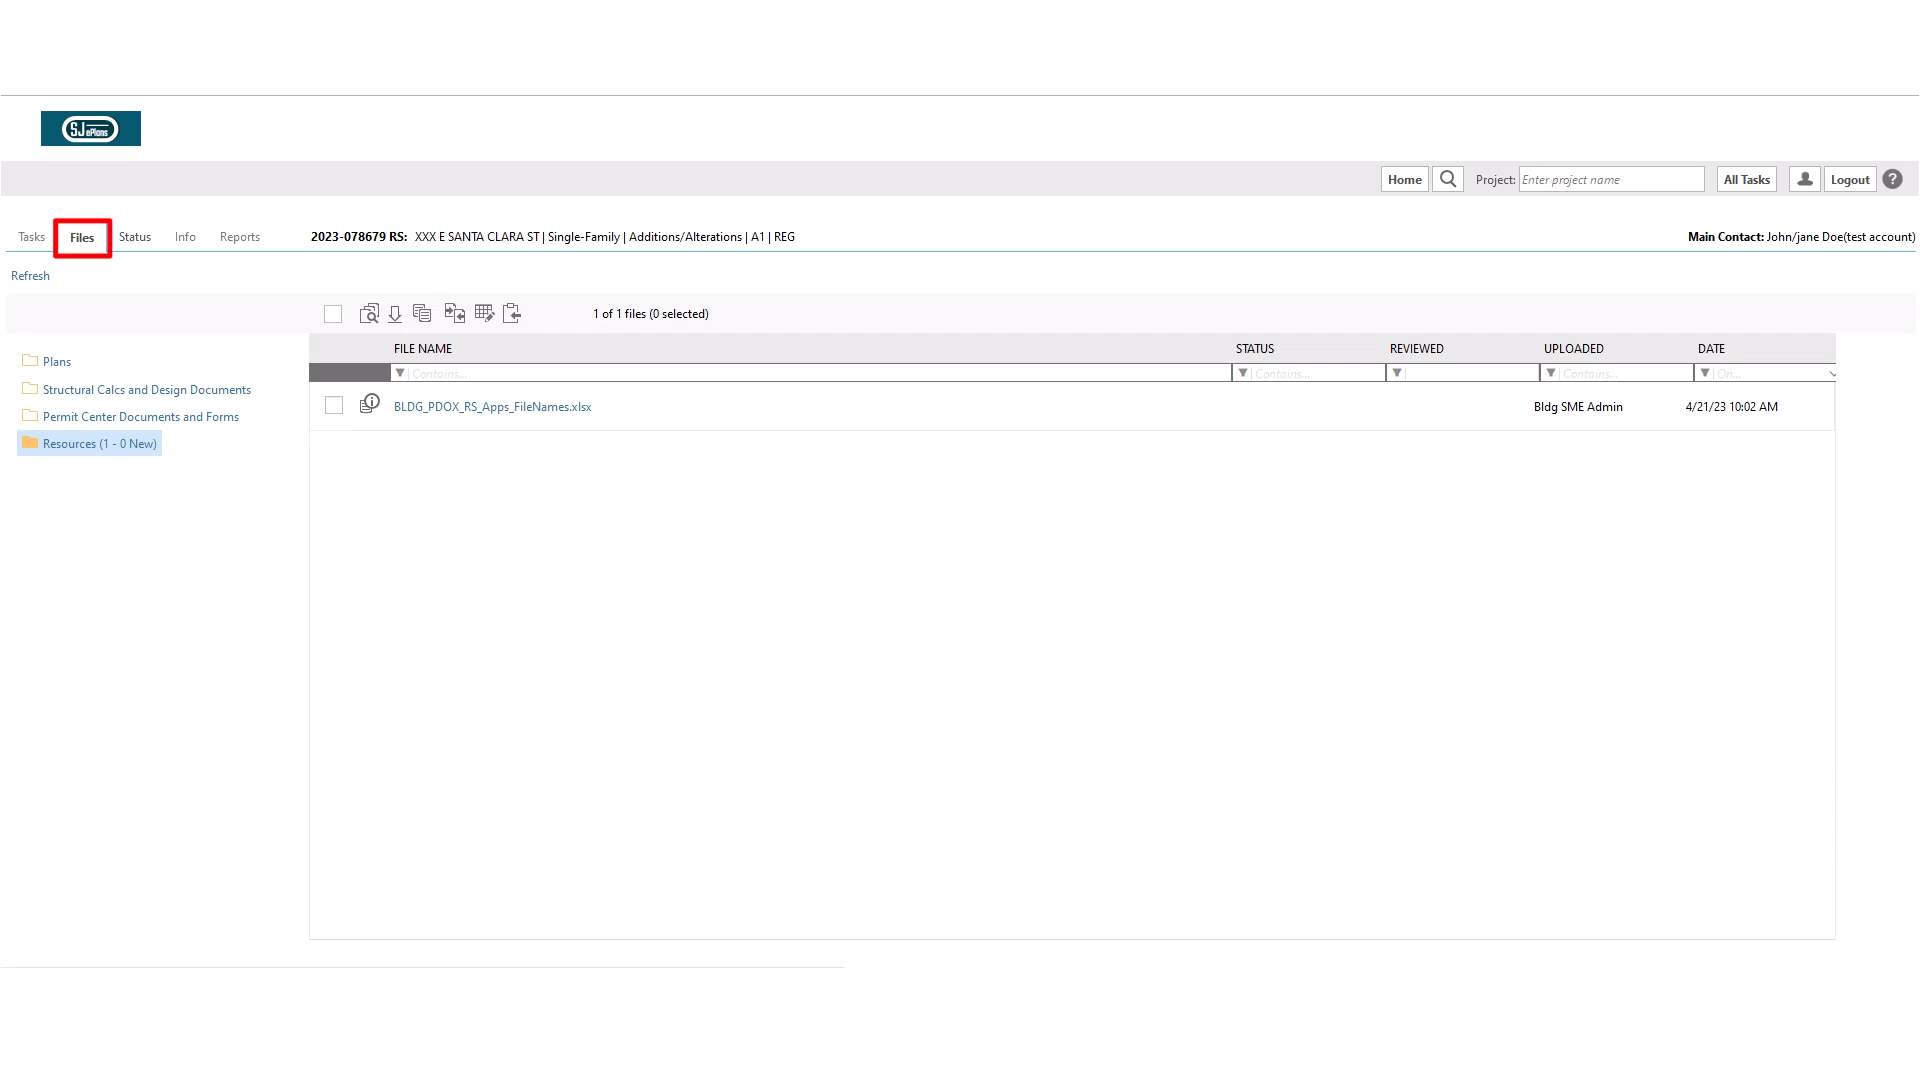 SJ ePlans
Home Project: Enter project name All Tasks Logout ?
Tasks Files Status Info Reports 2023-078679 RS: XXX E SANTA CLARA ST | Single-Family | Additions/Alterations | A1 | REG Main Contact: John/jane Doe(test account)
Refresh
1 of 1 files (0 selected)
FILE NAME STATUS REVIEWED UPLOADED DATE
Contains... Contains... Contains... On...
Plans
Structural Calcs and Design Documents
Permit Center Documents and Forms
Resources (1 - 0 New)
BLDG_PDOX_RS_Apps_FileNames.xlsx Bldg SME Admin 4/21/23 10:02 AM